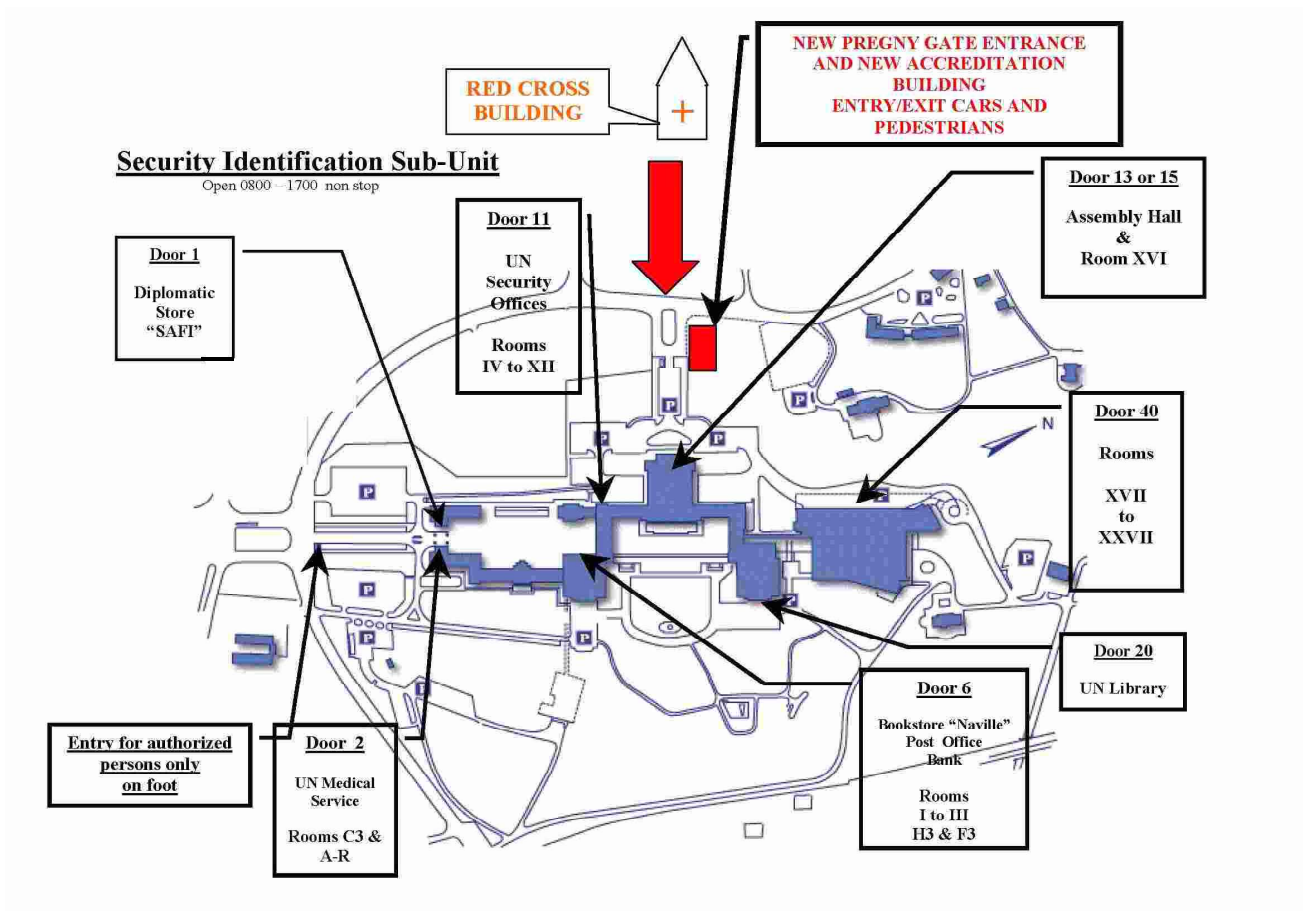 NEW PREGNY GATE ENTRANCE
AND NEW ACCREDITATION
BUILDING
ENTRY/EXIT CARS AND
PEDESTRIANS
RED CROSS
BUILDING
+
Security Identification Sub-Unit
Open 0800 – 1700 non stop
Door 13 or 15
Assembly Hall
&
Room XVI
Door 11
UN
Security
Offices
Rooms
IV to XII
Door 1
Diplomatic
Store
“SAFI”
Door 40
Rooms
XVII
to
XXVII
N
P
P
P
P
P
P
P
P
P
P
P
P
P
P
Door 20
UN Library
Door 6
Bookstore “Naville”
Post Office
Bank
Rooms
I to III
H3 & F3
Entry for authorized
persons only
on foot
Door 2
UN Medical
Service
Rooms C3 &
A-R